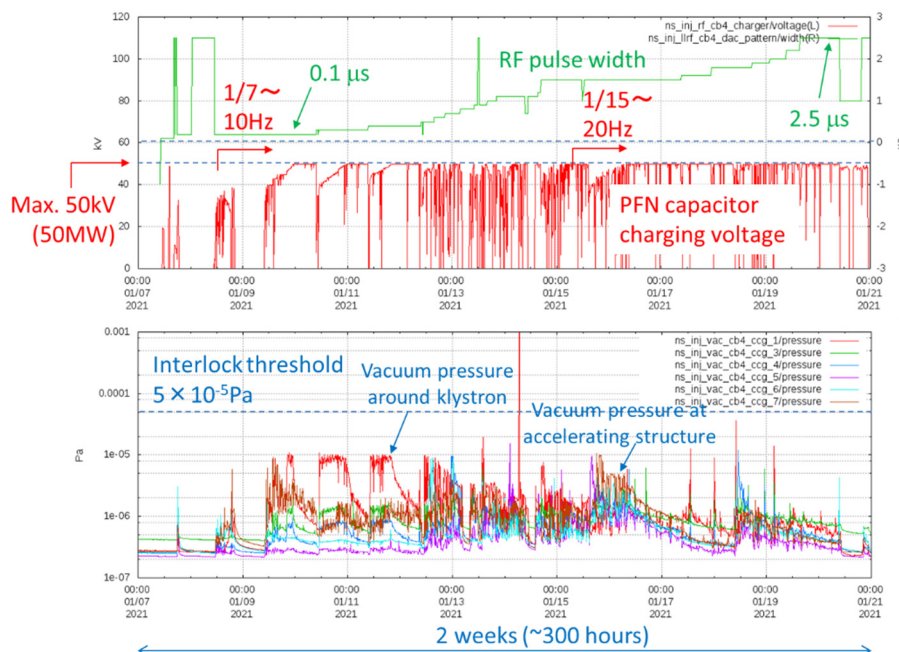 120
100
80
60
40
20
0
kV
ns_inj_rf_cb4_charger/voltage(L)
ns_inj_llrf_cb4_dac_pattern/width(R)
3
2
1
0
-1
-2
-3
RF pulse width
0.1 μs
1/7～
10Hz
1/15～
20Hz
2.5 μs
Max. 50kV
(50MW)
PFN capacitor
charging voltage
00:00 00:00 00:00 00:00 00:00 00:00 00:00 00:00
01/07 01/09 01/11 01/13 01/15 01/17 01/19 01/21
2021 2021 2021 2021 2021 2021 2021 2021
0.001
0.0001
1e-05
1e-06
1e-07
Pa
ns_inj_vac_cb4_ccg_1/pressure
ns_inj_vac_cb4_ccg_3/pressure
ns_inj_vac_cb4_ccg_4/pressure
ns_inj_vac_cb4_ccg_5/pressure
ns_inj_vac_cb4_ccg_6/pressure
ns_inj_vac_cb4_ccg_7/pressure
Interlock threshold
5 × 10⁻⁵Pa
Vacuum pressure
around klystron
Vacuum pressure at
accelerating structure
00:00 00:00 00:00 00:00 00:00 00:00 00:00 00:00
01/07 01/09 01/11 01/13 01/15 01/17 01/19 01/21
2021 2021 2021 2021 2021 2021 2021 2021
2 weeks (~300 hours)